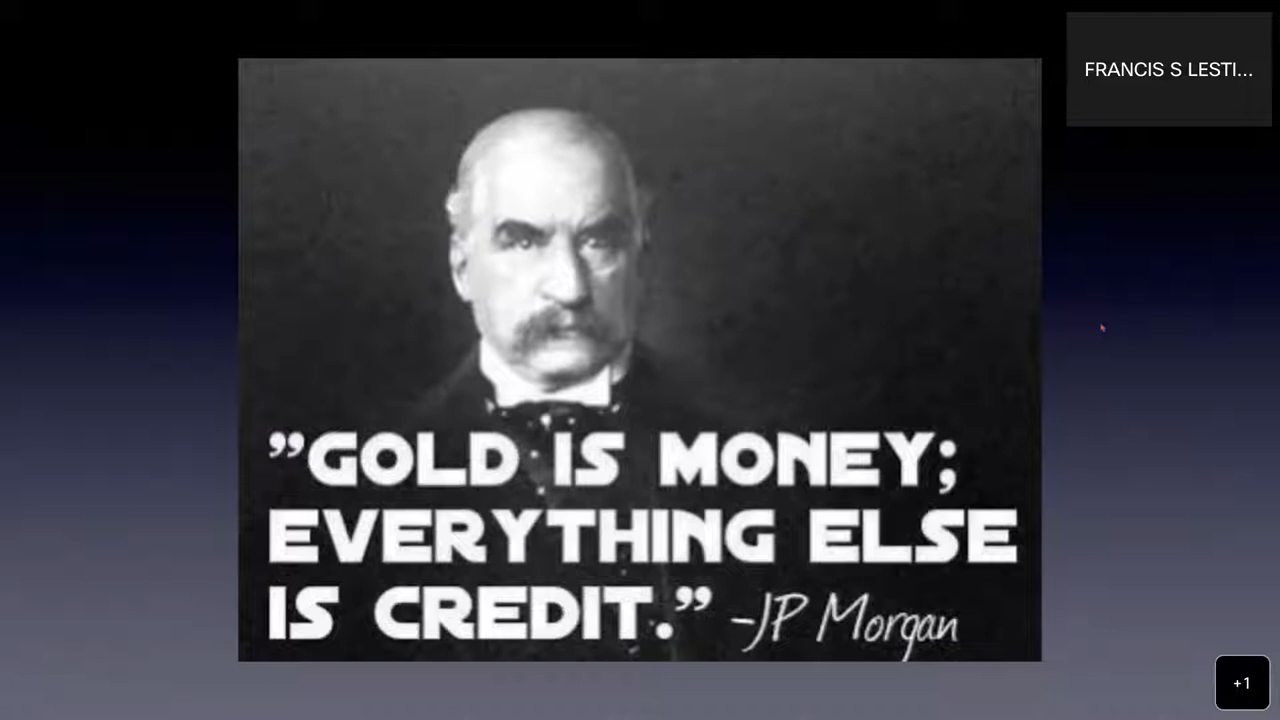 FRANCIS S LESTI...
”GOLD IS MONEY;
EVERYTHING ELSE
IS CREDIT.” -JP Morgan
+1